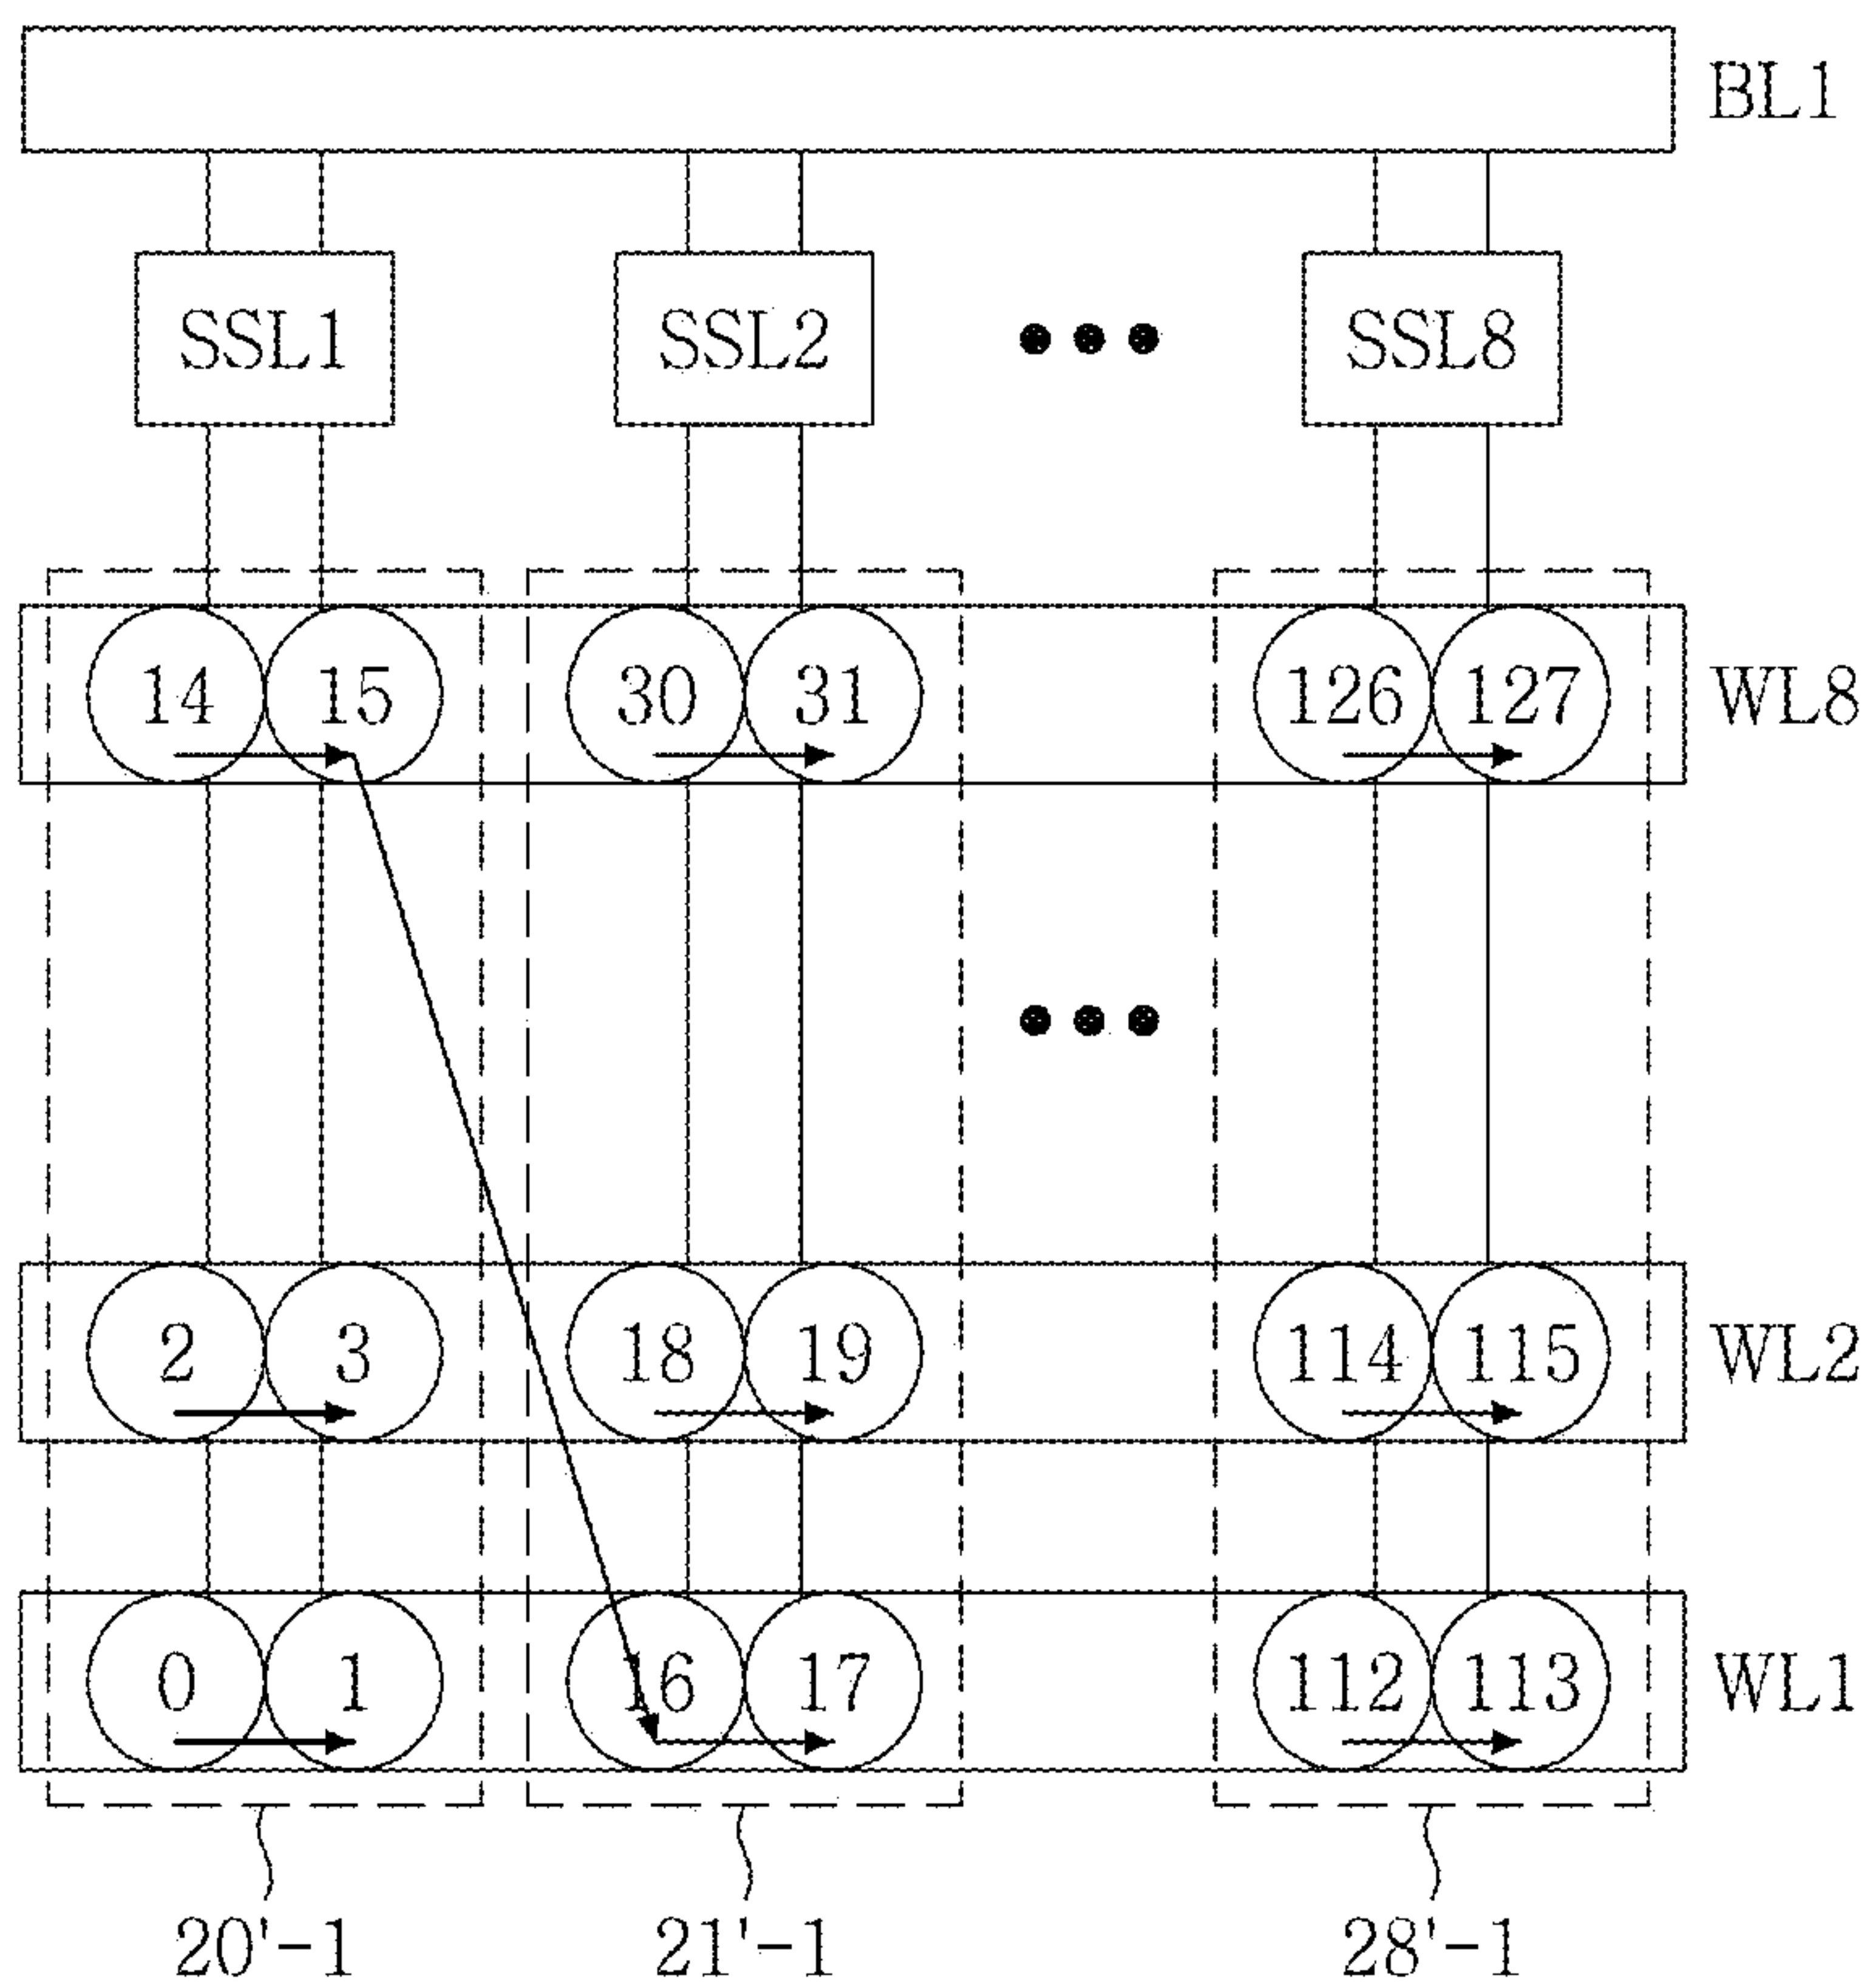 BL1
SSL1 SSL2 SSL8
14 15 30 31 126 127 WL8
2 3 18 19 114 115 WL2
0 1 16 17 112 113 WL1
20'-1 21'-1 28'-1